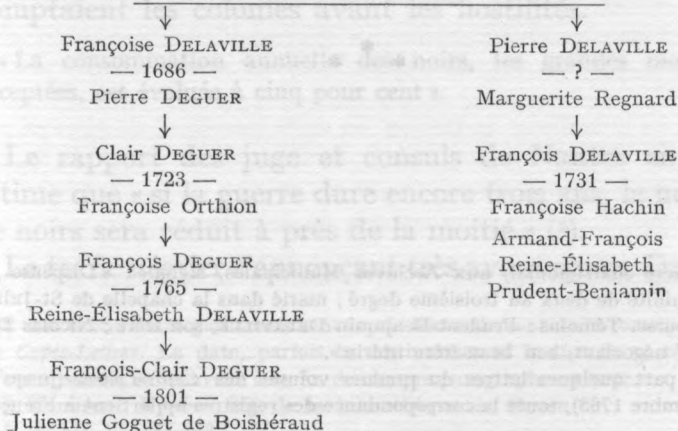 Françoise DELAVILLE
— 1686 —
Pierre DEGUER
Clair DEGUER
— 1723 —
Françoise Orthion
François DEGUER
— 1765 —
Reine-Élisabeth DELAVILLE
François-Clair DEGUER
— 1801 —
Julienne Goguet de Boishéraud
Pierre DELAVILLE
— ? —
Marguerite Regnard
François DELAVILLE
— 1731 —
Françoise Hachin
Armand-François
Reine-Élisabeth
Prudent-Benjamin